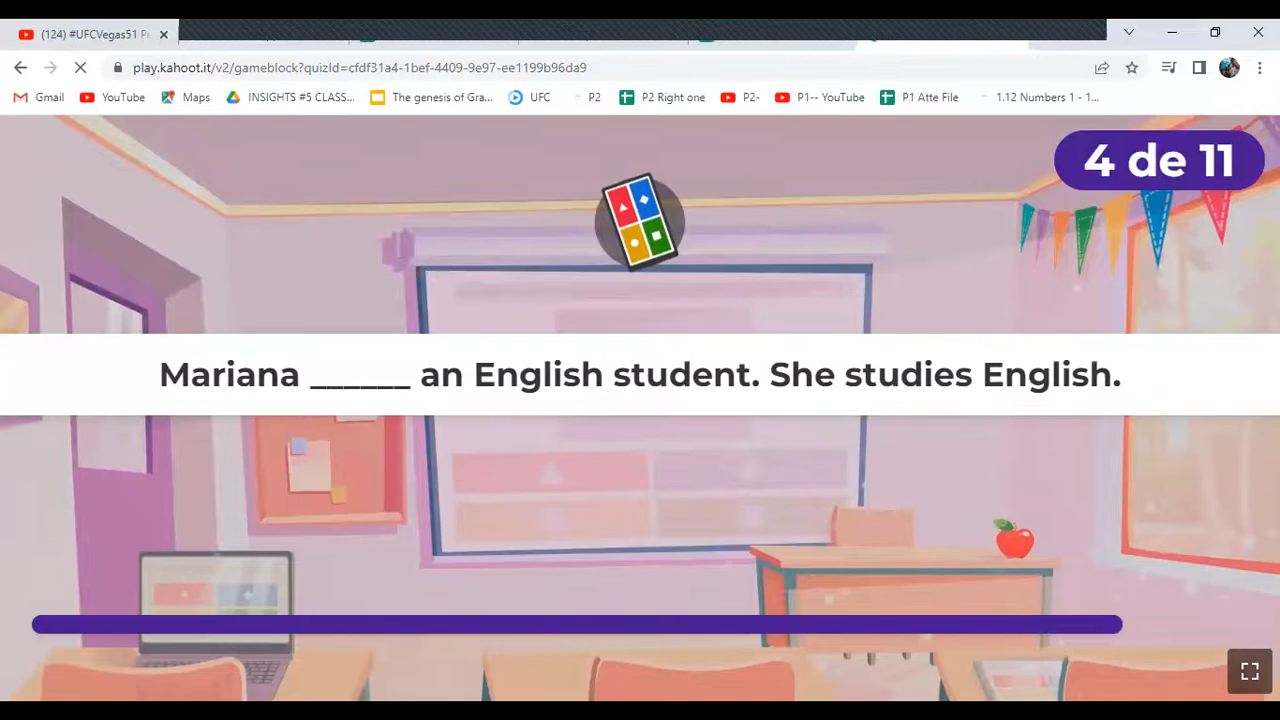 (124) #UFCVegas51 Pe
play.kahoot.it/v2/gameblock?quizId=cfdf31a4-1bef-4409-9e97-ee1199b96da9
Gmail YouTube Maps INSIGHTS #5 CLASS... The genesis of Gra... UFC P2 P2 Right one P2- P1-- YouTube P1 Atte File 1.12 Numbers 1 - 1...
4 de 11
Mariana ______ an English student. She studies English.